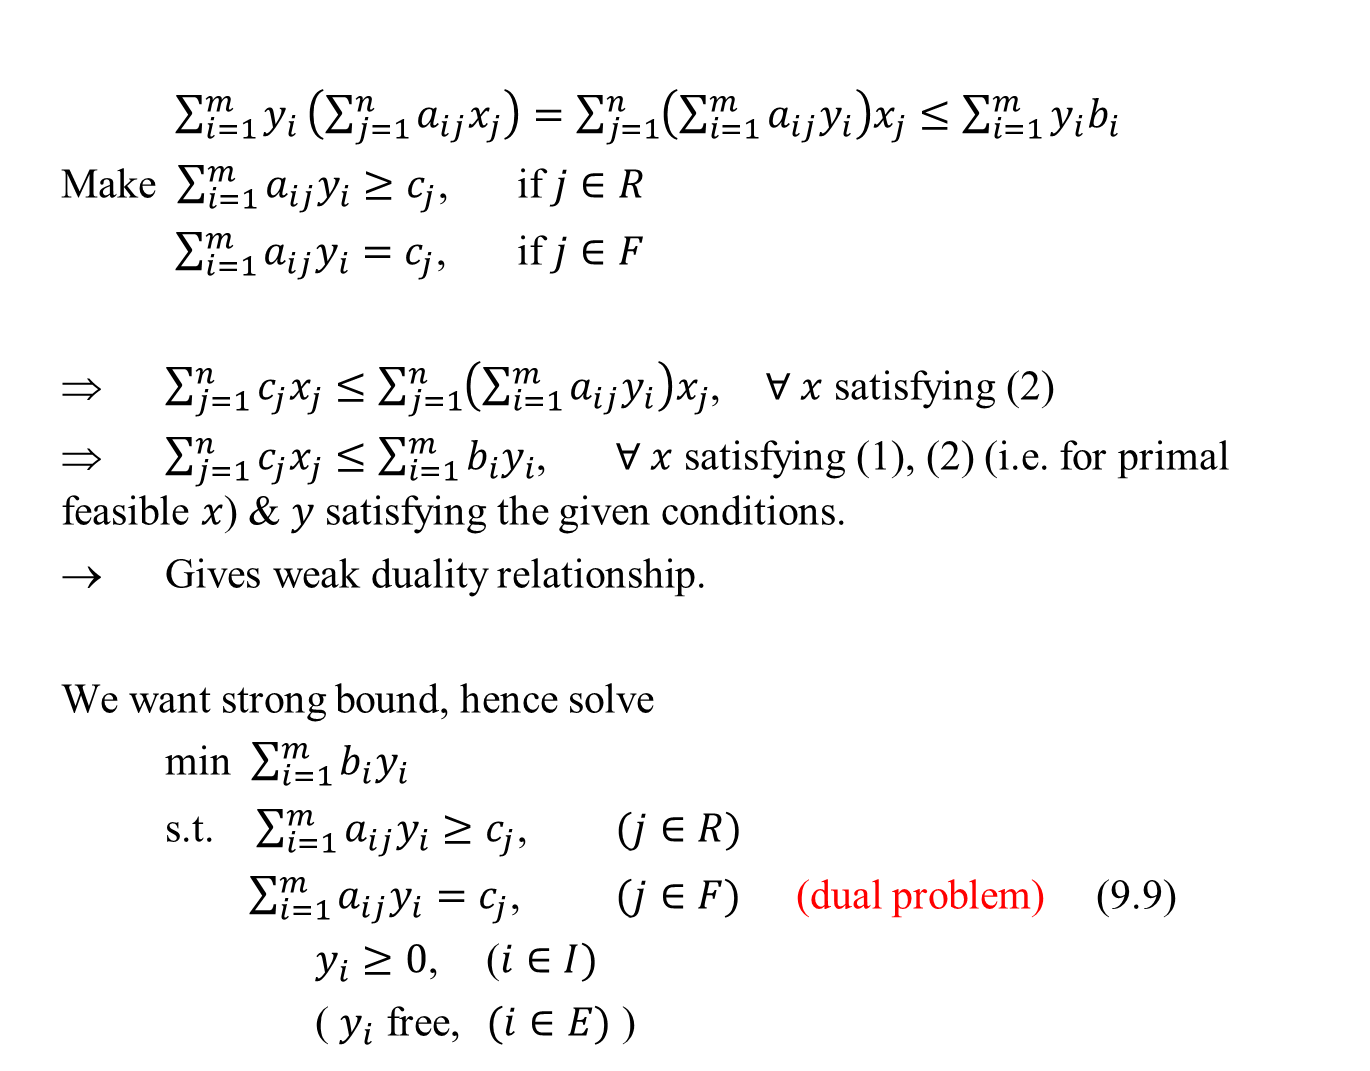 ∑_{i=1}^{m} y_i (∑_{j=1}^{n} a_{ij} x_j) = ∑_{j=1}^{n} (∑_{i=1}^{m} a_{ij} y_i) x_j ≤ ∑_{i=1}^{m} y_i b_i
Make ∑_{i=1}^{m} a_{ij} y_i ≥ c_j, if j ∈ R
∑_{i=1}^{m} a_{ij} y_i = c_j, if j ∈ F
⇒ ∑_{j=1}^{n} c_j x_j ≤ ∑_{j=1}^{n} (∑_{i=1}^{m} a_{ij} y_i) x_j, ∀ x satisfying (2)
⇒ ∑_{j=1}^{n} c_j x_j ≤ ∑_{i=1}^{m} b_i y_i, ∀ x satisfying (1), (2) (i.e. for primal
feasible x) & y satisfying the given conditions.
→ Gives weak duality relationship.
We want strong bound, hence solve
min ∑_{i=1}^{m} b_i y_i
s.t. ∑_{i=1}^{m} a_{ij} y_i ≥ c_j, (j ∈ R)
∑_{i=1}^{m} a_{ij} y_i = c_j, (j ∈ F) (dual problem) (9.9)
y_i ≥ 0, (i ∈ I)
( y_i free, (i ∈ E) )